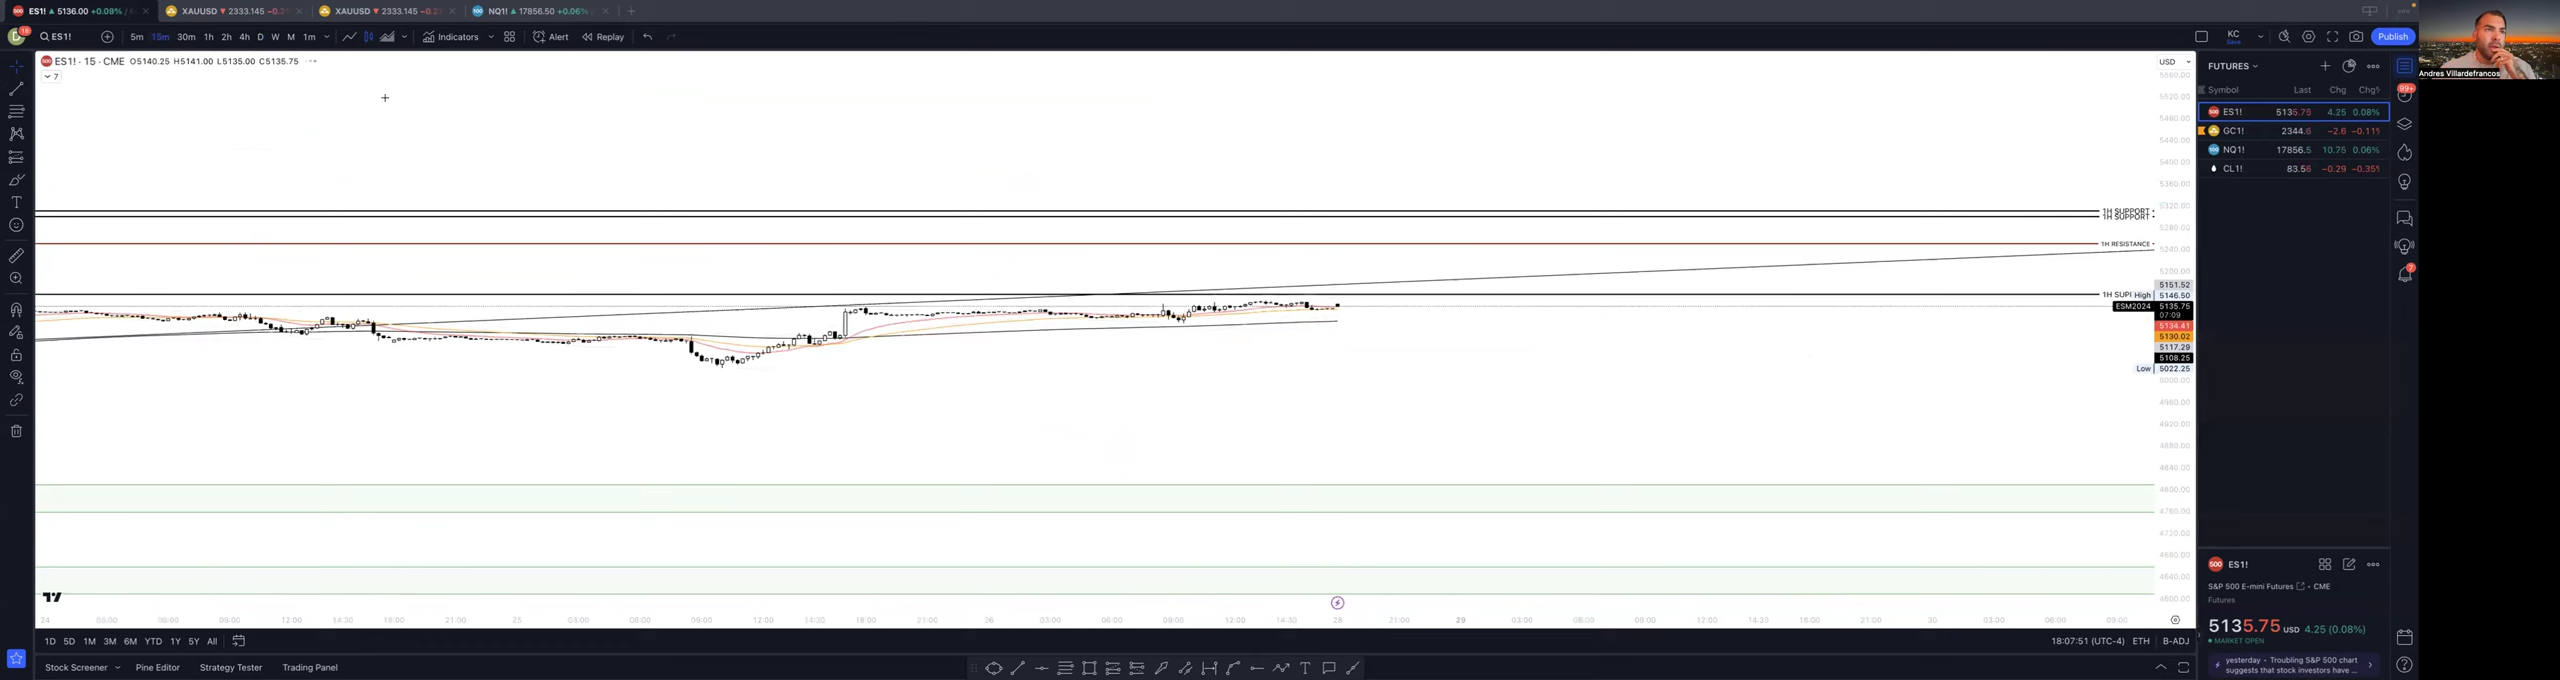 ES1! ▲ 5136.00 +0.09%
XAUUSD ▼ 2333.145
XAUUSD ▼ 2333.145
NQ1! ▲ 17856.50 +0.06%
ES1!
5m 15m 30m 1h 2h 4h D W M 1m
Indicators
Alert
Replay
KC
Save
Publish
ES1! · 15 · CME O5140.25 H5141.00 L5135.00 C5135.75
7
USD
5560.00
5520.00
5480.00
5440.00
5400.00
5360.00
5320.00
5280.00
5240.00
5200.00
1H SUPPORT
1H SUPPORT
1H RESISTANCE
5151.52
1H SUPI High 5146.50
ESM2024 5135.75
07:09
5134.41
5130.02
5117.29
5108.25
Low 5022.25
5000.00
4960.00
4920.00
4880.00
4840.00
4800.00
4760.00
4720.00
4680.00
4640.00
4600.00
24 09:00 12:00 14:30 18:00 21:00 25 03:00 06:00 09:00 12:00 14:30 18:00 21:00 26 03:00 06:00 09:00 12:00 14:30 28 21:00 29 03:00 06:00 09:00 12:00 14:30 18:00 21:00 30 03:00 06:00 09:00
1D 5D 1M 3M 6M YTD 1Y 5Y All
18:07:51 (UTC-4) ETH B-ADJ
Stock Screener Pine Editor Strategy Tester Trading Panel
FUTURES
Symbol Last Chg Chg%
ES1! 5135.75 4.25 0.08%
GC1! 2344.6 −2.6 −0.11%
NQ1! 17856.5 10.75 0.06%
CL1! 83.56 −0.29 −0.35%
99+
7
ES1!
S&P 500 E-mini Futures · CME
Futures
5135.75 USD 4.25 (0.08%)
MARKET OPEN
yesterday · Troubling S&P 500 chart
suggests that stock investors have ...
Andres Villardefrancos